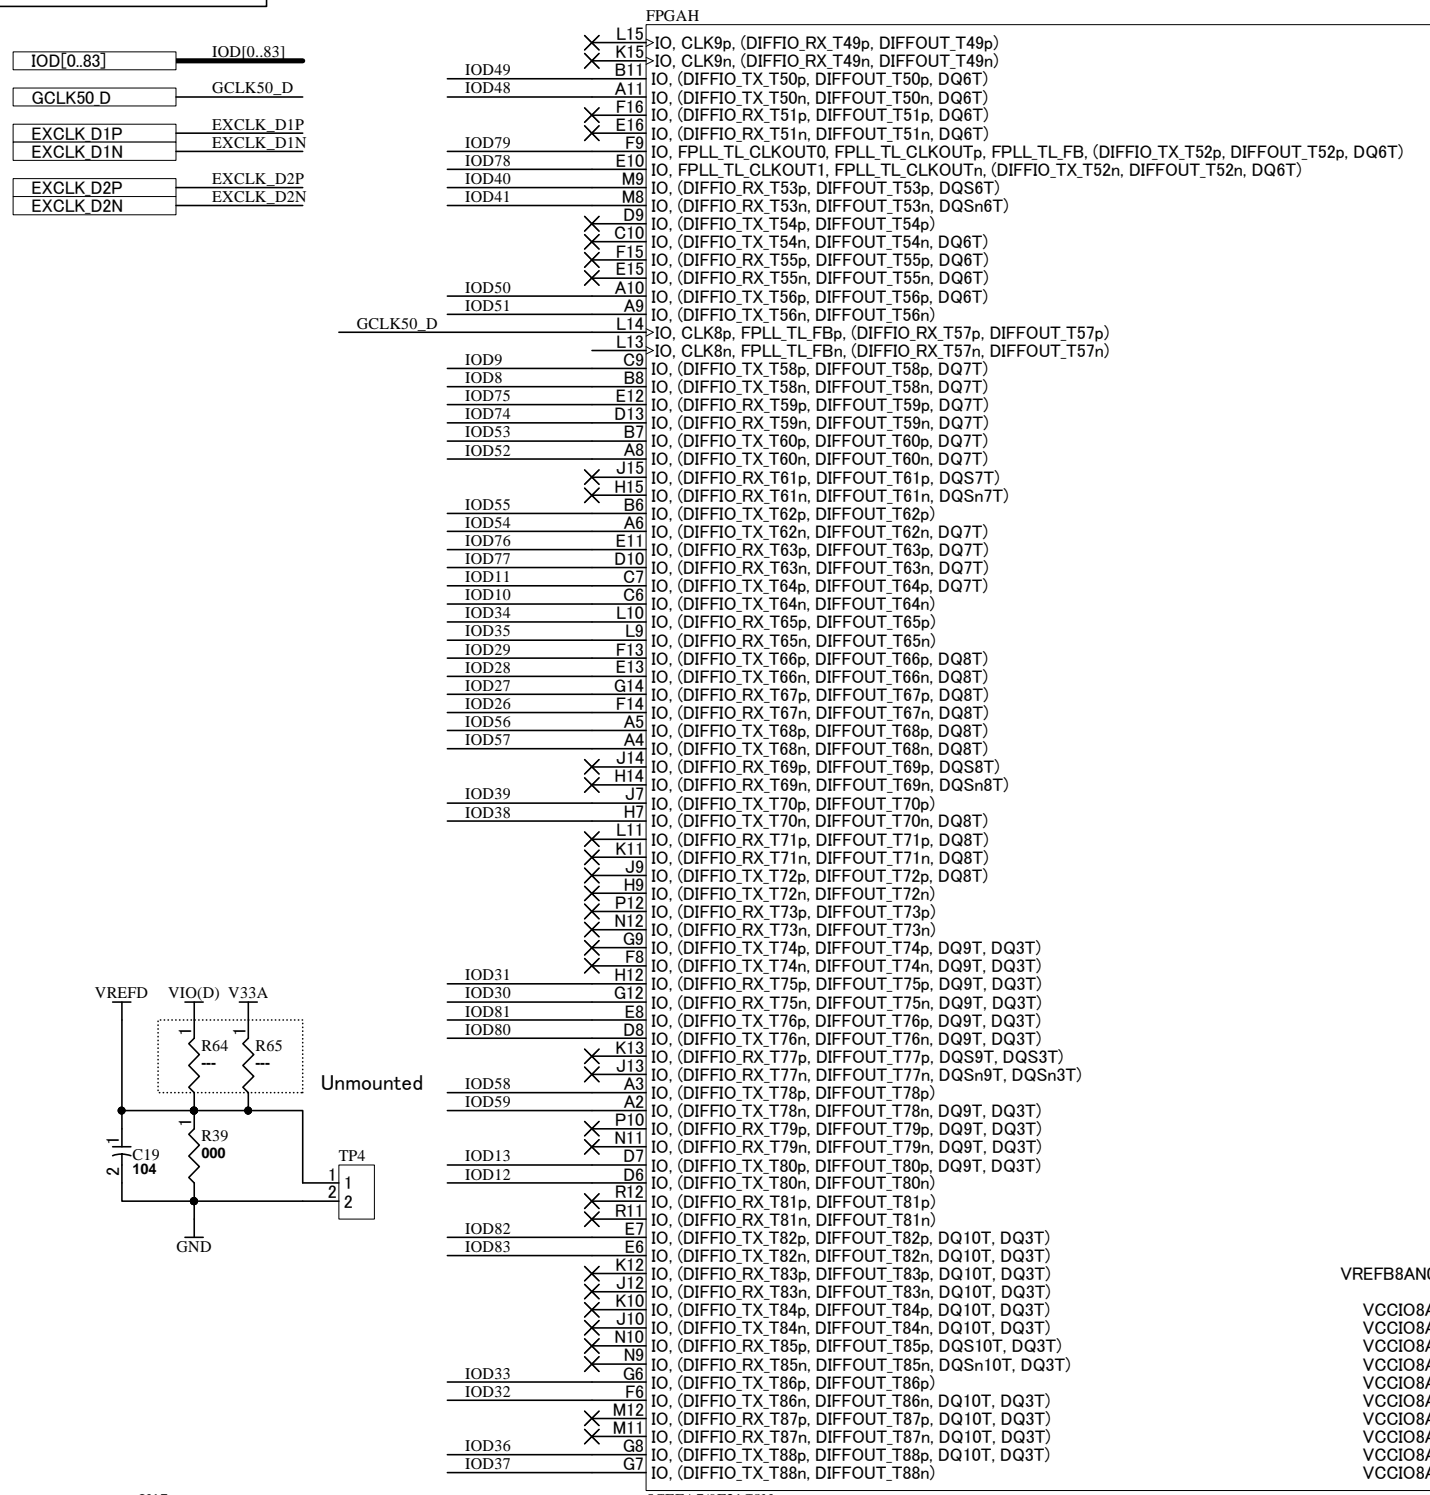 FPGAH
IOD[0..83] IOD[0..83]
GCLK50_D GCLK50_D
EXCLK_D1P EXCLK_D1P
EXCLK_D1N EXCLK_D1N
EXCLK_D2P EXCLK_D2P
EXCLK_D2N EXCLK_D2N
L15 IO, CLK9p, (DIFFIO_RX_T49p, DIFFOUT_T49p)
K15 IO, CLK9n, (DIFFIO_RX_T49n, DIFFOUT_T49n)
IOD49 B11 IO, (DIFFIO_TX_T50p, DIFFOUT_T50p, DQ6T)
IOD48 A11 IO, (DIFFIO_TX_T50n, DIFFOUT_T50n, DQ6T)
F16 IO, (DIFFIO_RX_T51p, DIFFOUT_T51p, DQ6T)
E16 IO, (DIFFIO_RX_T51n, DIFFOUT_T51n, DQ6T)
IOD79 F9 IO, FPLL_TL_CLKOUT0, FPLL_TL_CLKOUTp, FPLL_TL_FB, (DIFFIO_TX_T52p, DIFFOUT_T52p, DQ6T)
IOD78 E10 IO, FPLL_TL_CLKOUT1, FPLL_TL_CLKOUTn, (DIFFIO_TX_T52n, DIFFOUT_T52n, DQ6T)
IOD40 M9 IO, (DIFFIO_RX_T53p, DIFFOUT_T53p, DQS6T)
IOD41 M8 IO, (DIFFIO_RX_T53n, DIFFOUT_T53n, DQSn6T)
D9 IO, (DIFFIO_TX_T54p, DIFFOUT_T54p)
C10 IO, (DIFFIO_TX_T54n, DIFFOUT_T54n, DQ6T)
F15 IO, (DIFFIO_RX_T55p, DIFFOUT_T55p, DQ6T)
E15 IO, (DIFFIO_RX_T55n, DIFFOUT_T55n, DQ6T)
IOD50 A10 IO, (DIFFIO_TX_T56p, DIFFOUT_T56p, DQ6T)
IOD51 A9 IO, (DIFFIO_TX_T56n, DIFFOUT_T56n)
GCLK50_D L14 IO, CLK8p, FPLL_TL_FBp, (DIFFIO_RX_T57p, DIFFOUT_T57p)
L13 IO, CLK8n, FPLL_TL_FBn, (DIFFIO_RX_T57n, DIFFOUT_T57n)
IOD9 C9 IO, (DIFFIO_TX_T58p, DIFFOUT_T58p, DQ7T)
IOD8 B8 IO, (DIFFIO_TX_T58n, DIFFOUT_T58n, DQ7T)
IOD75 E12 IO, (DIFFIO_RX_T59p, DIFFOUT_T59p, DQ7T)
IOD74 D13 IO, (DIFFIO_RX_T59n, DIFFOUT_T59n, DQ7T)
IOD53 B7 IO, (DIFFIO_TX_T60p, DIFFOUT_T60p, DQ7T)
IOD52 A8 IO, (DIFFIO_TX_T60n, DIFFOUT_T60n, DQ7T)
J15 IO, (DIFFIO_RX_T61p, DIFFOUT_T61p, DQS7T)
H15 IO, (DIFFIO_RX_T61n, DIFFOUT_T61n, DQSn7T)
IOD55 B6 IO, (DIFFIO_TX_T62p, DIFFOUT_T62p)
IOD54 A6 IO, (DIFFIO_TX_T62n, DIFFOUT_T62n, DQ7T)
IOD76 E11 IO, (DIFFIO_RX_T63p, DIFFOUT_T63p, DQ7T)
IOD77 D10 IO, (DIFFIO_RX_T63n, DIFFOUT_T63n, DQ7T)
IOD11 C7 IO, (DIFFIO_TX_T64p, DIFFOUT_T64p, DQ7T)
IOD10 C6 IO, (DIFFIO_TX_T64n, DIFFOUT_T64n)
IOD34 L10 IO, (DIFFIO_RX_T65p, DIFFOUT_T65p)
IOD35 L9 IO, (DIFFIO_RX_T65n, DIFFOUT_T65n)
IOD29 F13 IO, (DIFFIO_TX_T66p, DIFFOUT_T66p, DQ8T)
IOD28 E13 IO, (DIFFIO_TX_T66n, DIFFOUT_T66n, DQ8T)
IOD27 G14 IO, (DIFFIO_RX_T67p, DIFFOUT_T67p, DQ8T)
IOD26 F14 IO, (DIFFIO_RX_T67n, DIFFOUT_T67n, DQ8T)
IOD56 A5 IO, (DIFFIO_TX_T68p, DIFFOUT_T68p, DQ8T)
IOD57 A4 IO, (DIFFIO_TX_T68n, DIFFOUT_T68n, DQ8T)
J14 IO, (DIFFIO_RX_T69p, DIFFOUT_T69p, DQS8T)
H14 IO, (DIFFIO_RX_T69n, DIFFOUT_T69n, DQSn8T)
IOD39 J7 IO, (DIFFIO_TX_T70p, DIFFOUT_T70p)
IOD38 H7 IO, (DIFFIO_TX_T70n, DIFFOUT_T70n, DQ8T)
L11 IO, (DIFFIO_RX_T71p, DIFFOUT_T71p, DQ8T)
K11 IO, (DIFFIO_RX_T71n, DIFFOUT_T71n, DQ8T)
J9 IO, (DIFFIO_TX_T72p, DIFFOUT_T72p, DQ8T)
H9 IO, (DIFFIO_TX_T72n, DIFFOUT_T72n)
P12 IO, (DIFFIO_RX_T73p, DIFFOUT_T73p)
N12 IO, (DIFFIO_RX_T73n, DIFFOUT_T73n)
G9 IO, (DIFFIO_TX_T74p, DIFFOUT_T74p, DQ9T, DQ3T)
F8 IO, (DIFFIO_TX_T74n, DIFFOUT_T74n, DQ9T, DQ3T)
IOD31 H12 IO, (DIFFIO_RX_T75p, DIFFOUT_T75p, DQ9T, DQ3T)
IOD30 G12 IO, (DIFFIO_RX_T75n, DIFFOUT_T75n, DQ9T, DQ3T)
IOD81 E8 IO, (DIFFIO_TX_T76p, DIFFOUT_T76p, DQ9T, DQ3T)
IOD80 D8 IO, (DIFFIO_TX_T76n, DIFFOUT_T76n, DQ9T, DQ3T)
K13 IO, (DIFFIO_RX_T77p, DIFFOUT_T77p, DQS9T, DQS3T)
J13 IO, (DIFFIO_RX_T77n, DIFFOUT_T77n, DQSn9T, DQSn3T)
IOD58 A3 IO, (DIFFIO_TX_T78p, DIFFOUT_T78p)
IOD59 A2 IO, (DIFFIO_TX_T78n, DIFFOUT_T78n, DQ9T, DQ3T)
P10 IO, (DIFFIO_RX_T79p, DIFFOUT_T79p, DQ9T, DQ3T)
N11 IO, (DIFFIO_RX_T79n, DIFFOUT_T79n, DQ9T, DQ3T)
IOD13 D7 IO, (DIFFIO_TX_T80p, DIFFOUT_T80p, DQ9T, DQ3T)
IOD12 D6 IO, (DIFFIO_TX_T80n, DIFFOUT_T80n)
R12 IO, (DIFFIO_RX_T81p, DIFFOUT_T81p)
R11 IO, (DIFFIO_RX_T81n, DIFFOUT_T81n)
IOD82 E7 IO, (DIFFIO_TX_T82p, DIFFOUT_T82p, DQ10T, DQ3T)
IOD83 E6 IO, (DIFFIO_TX_T82n, DIFFOUT_T82n, DQ10T, DQ3T)
K12 IO, (DIFFIO_RX_T83p, DIFFOUT_T83p, DQ10T, DQ3T)
J12 IO, (DIFFIO_RX_T83n, DIFFOUT_T83n, DQ10T, DQ3T)
K10 IO, (DIFFIO_TX_T84p, DIFFOUT_T84p, DQ10T, DQ3T)
J10 IO, (DIFFIO_TX_T84n, DIFFOUT_T84n, DQ10T, DQ3T)
N10 IO, (DIFFIO_RX_T85p, DIFFOUT_T85p, DQS10T, DQ3T)
N9 IO, (DIFFIO_RX_T85n, DIFFOUT_T85n, DQSn10T, DQ3T)
IOD33 G6 IO, (DIFFIO_TX_T86p, DIFFOUT_T86p)
IOD32 F6 IO, (DIFFIO_TX_T86n, DIFFOUT_T86n, DQ10T, DQ3T)
M12 IO, (DIFFIO_RX_T87p, DIFFOUT_T87p, DQ10T, DQ3T)
M11 IO, (DIFFIO_RX_T87n, DIFFOUT_T87n, DQ10T, DQ3T)
IOD36 G8 IO, (DIFFIO_TX_T88p, DIFFOUT_T88p, DQ10T, DQ3T)
IOD37 G7 IO, (DIFFIO_TX_T88n, DIFFOUT_T88n)
VREFD VIO(D) V33A
1 1
R64 R65
--- ---
Unmounted
1 1
R39
000
C19
104
2
TP4
1 1
2 2
GND
VREFB8AN0
VCCIO8A
VCCIO8A
VCCIO8A
VCCIO8A
VCCIO8A
VCCIO8A
VCCIO8A
VCCIO8A
VCCIO8A
VCCIO8A